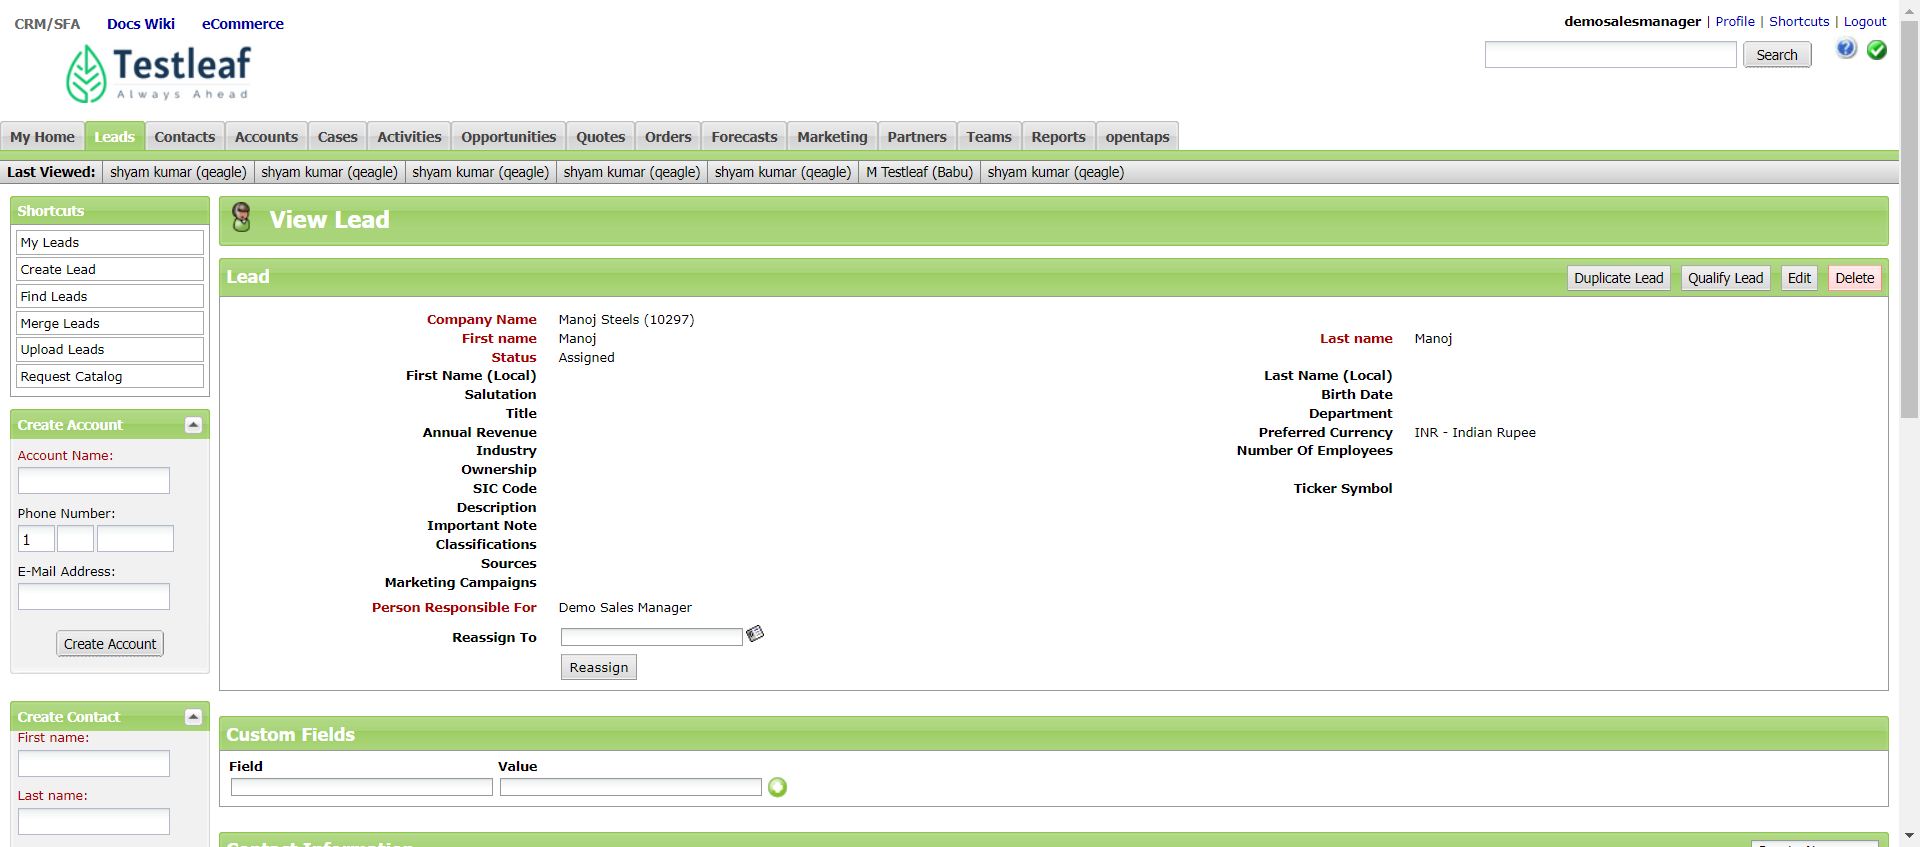 CRM/SFA Docs Wiki eCommerce
demosalesmanager | Profile | Shortcuts | Logout
Testleaf
Always Ahead
Search
My Home Leads Contacts Accounts Cases Activities Opportunities Quotes Orders Forecasts Marketing Partners Teams Reports opentaps
Last Viewed: shyam kumar (qeagle) shyam kumar (qeagle) shyam kumar (qeagle) shyam kumar (qeagle) shyam kumar (qeagle) M Testleaf (Babu) shyam kumar (qeagle)
Shortcuts
My Leads
Create Lead
Find Leads
Merge Leads
Upload Leads
Request Catalog
Create Account
Account Name:
Phone Number:
1
E-Mail Address:
Create Account
Create Contact
First name:
Last name:
View Lead
Lead
Duplicate Lead Qualify Lead Edit Delete
Company Name Manoj Steels (10297)
First name Manoj Last name Manoj
Status Assigned
First Name (Local) Last Name (Local)
Salutation Birth Date
Title Department
Annual Revenue Preferred Currency INR - Indian Rupee
Industry Number Of Employees
Ownership
SIC Code Ticker Symbol
Description
Important Note
Classifications
Sources
Marketing Campaigns
Person Responsible For Demo Sales Manager
Reassign To
Reassign
Custom Fields
Field Value
Contact Information